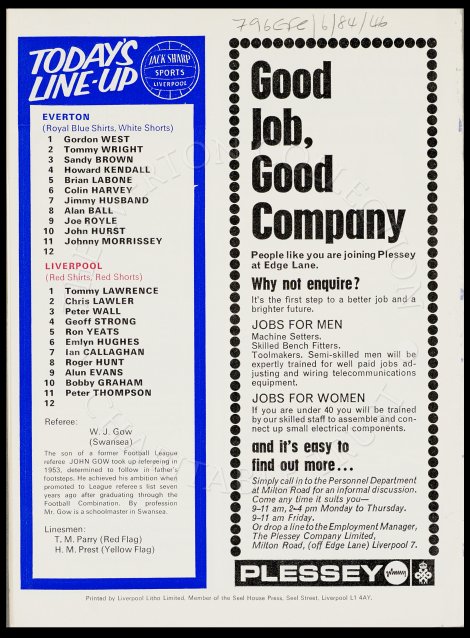 796EFC/6/84/46
TODAY'S
LINE-UP
JACK SHARP
SPORTS
LIVERPOOL
EVERTON
(Royal Blue Shirts, White Shorts)
1 Gordon WEST
2 Tommy WRIGHT
3 Sandy BROWN
4 Howard KENDALL
5 Brian LABONE
6 Colin HARVEY
7 Jimmy HUSBAND
8 Alan BALL
9 Joe ROYLE
10 John HURST
11 Johnny MORRISSEY
12
LIVERPOOL
(Red Shirts, Red Shorts)
1 Tommy LAWRENCE
2 Chris LAWLER
3 Peter WALL
4 Geoff STRONG
5 Ron YEATS
6 Emlyn HUGHES
7 Ian CALLAGHAN
8 Roger HUNT
9 Alun EVANS
10 Bobby GRAHAM
11 Peter THOMPSON
12
Referee:
W. J. Gow
(Swansea)
The son of a former Football League
referee JOHN GOW took up refereeing in
1953, determined to follow in father's
footsteps. He achieved his ambition when
promoted to League referee s list seven
years ago after graduating through the
Football Combination. By profession
Mr. Gow is a schoolmaster in Swansea.
Linesmen:
T. M. Parry (Red Flag)
H. M. Prest (Yellow Flag)
Good
Job,
Good
Company
People like you are joining Plessey
at Edge Lane.
Why not enquire?
It's the first step to a better job and a
brighter future.
JOBS FOR MEN
Machine Setters.
Skilled Bench Fitters.
Toolmakers. Semi-skilled men will be
expertly trained for well paid jobs ad-
justing and wiring telecommunications
equipment.
JOBS FOR WOMEN
If you are under 40 you will be trained
by our skilled staff to assemble and con-
nect up small electrical components.
and it's easy to
find out more...
Simply call in to the Personnel Department
at Milton Road for an informal discussion.
Come any time it suits you—
9-11 am, 2-4 pm Monday to Thursday.
9-11 am Friday.
Or drop a line to the Employment Manager,
The Plessey Company Limited,
Milton Road, (off Edge Lane) Liverpool 7.
PLESSEY
Printed by Liverpool Litho Limited, Member of the Seel House Press, Seel Street, Liverpool L1 4AY.